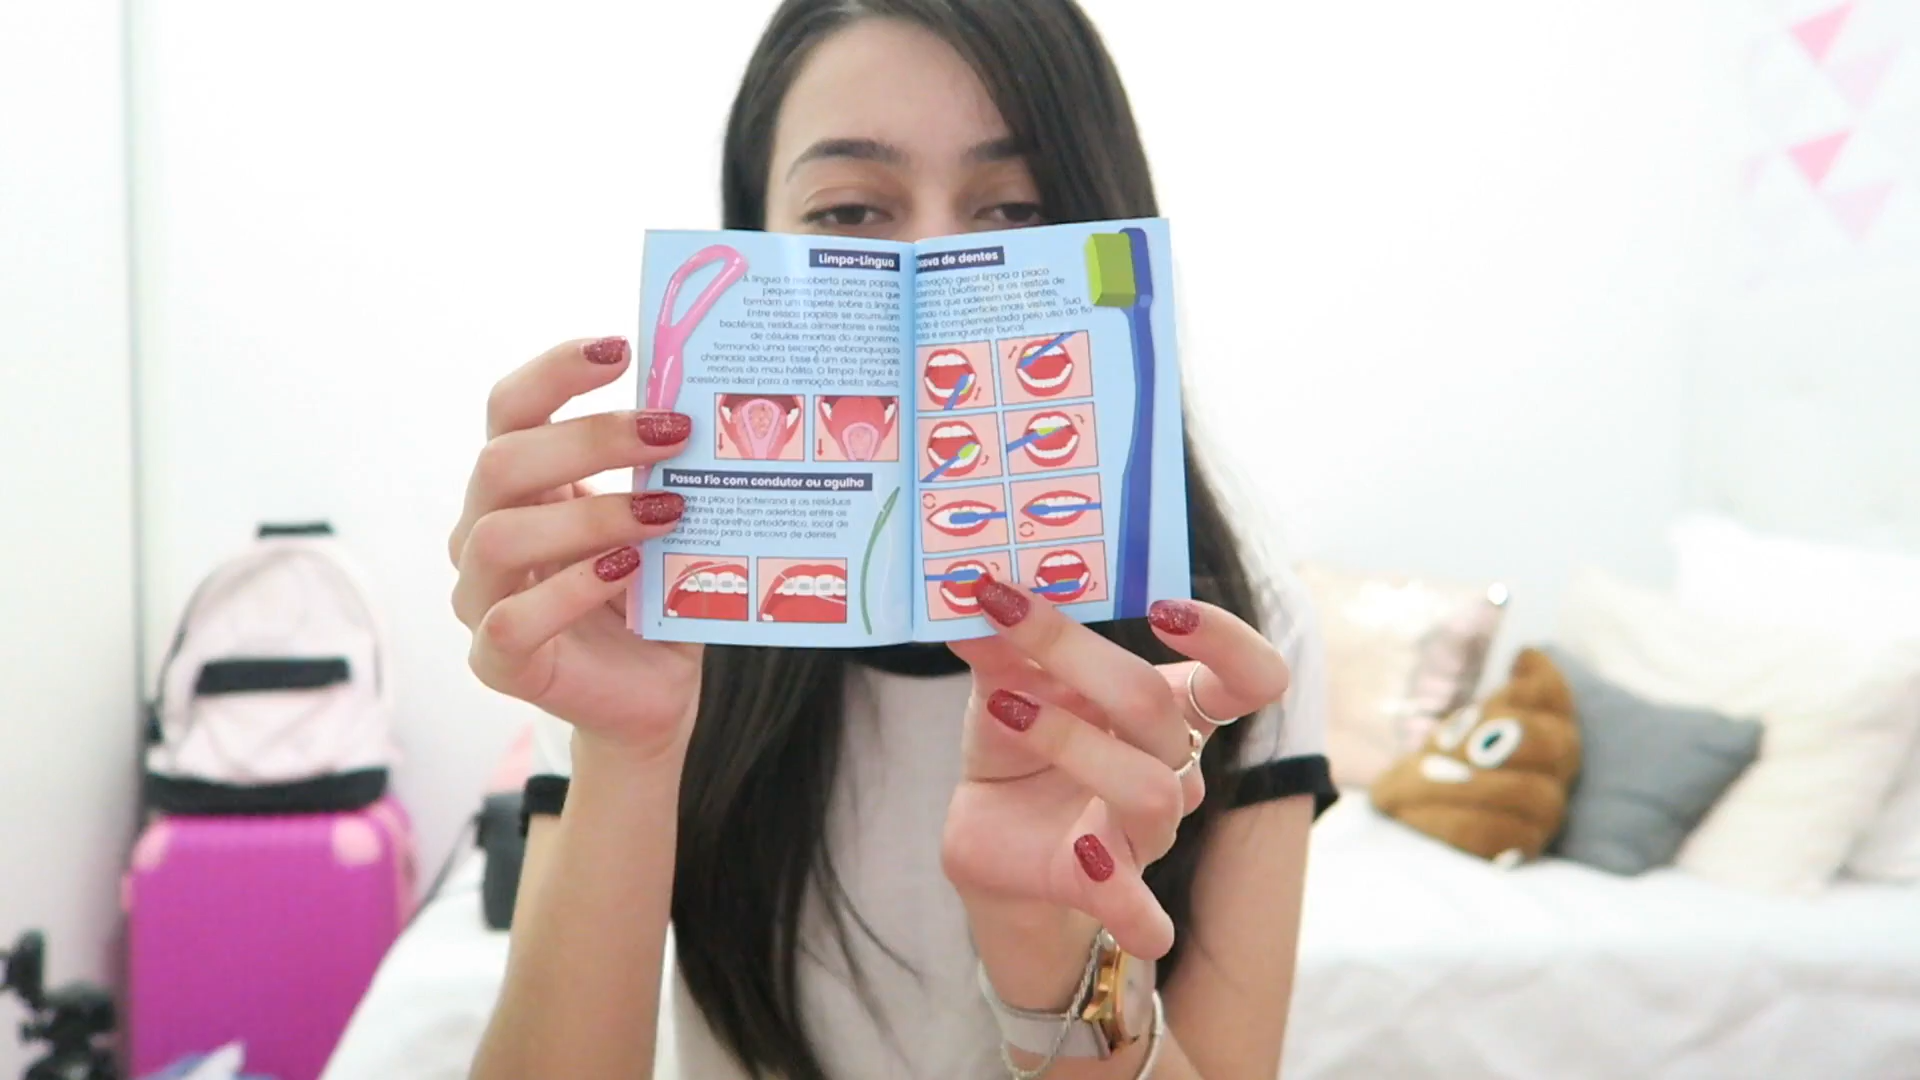 Limpa-Língua
A língua é recoberta pelas papilas,
pequenas protuberâncias que
formam um tapete sobre a língua.
Entre essas papilas se acumulam
bactérias, resíduos alimentares e restos
de células mortas do organismo,
formando uma secreção esbranquiçada
chamada saburra. Esse é um dos principais
motivos do mau hálito. O limpa-língua é o
acessório ideal para a remoção desta saburra.
Passa Fio com condutor ou agulha
a placa bacteriana e os resíduos
que ficam aderidos entre os
e o aparelho ortodôntico, local de
acesso para a escova de dentes
convencional.
de dentes
geral limpa a placa
(biofilme) e os restos de
que aderem aos dentes,
na superfície mais visível. Sua
é complementada pelo uso do fio
e enxaguante bucal.